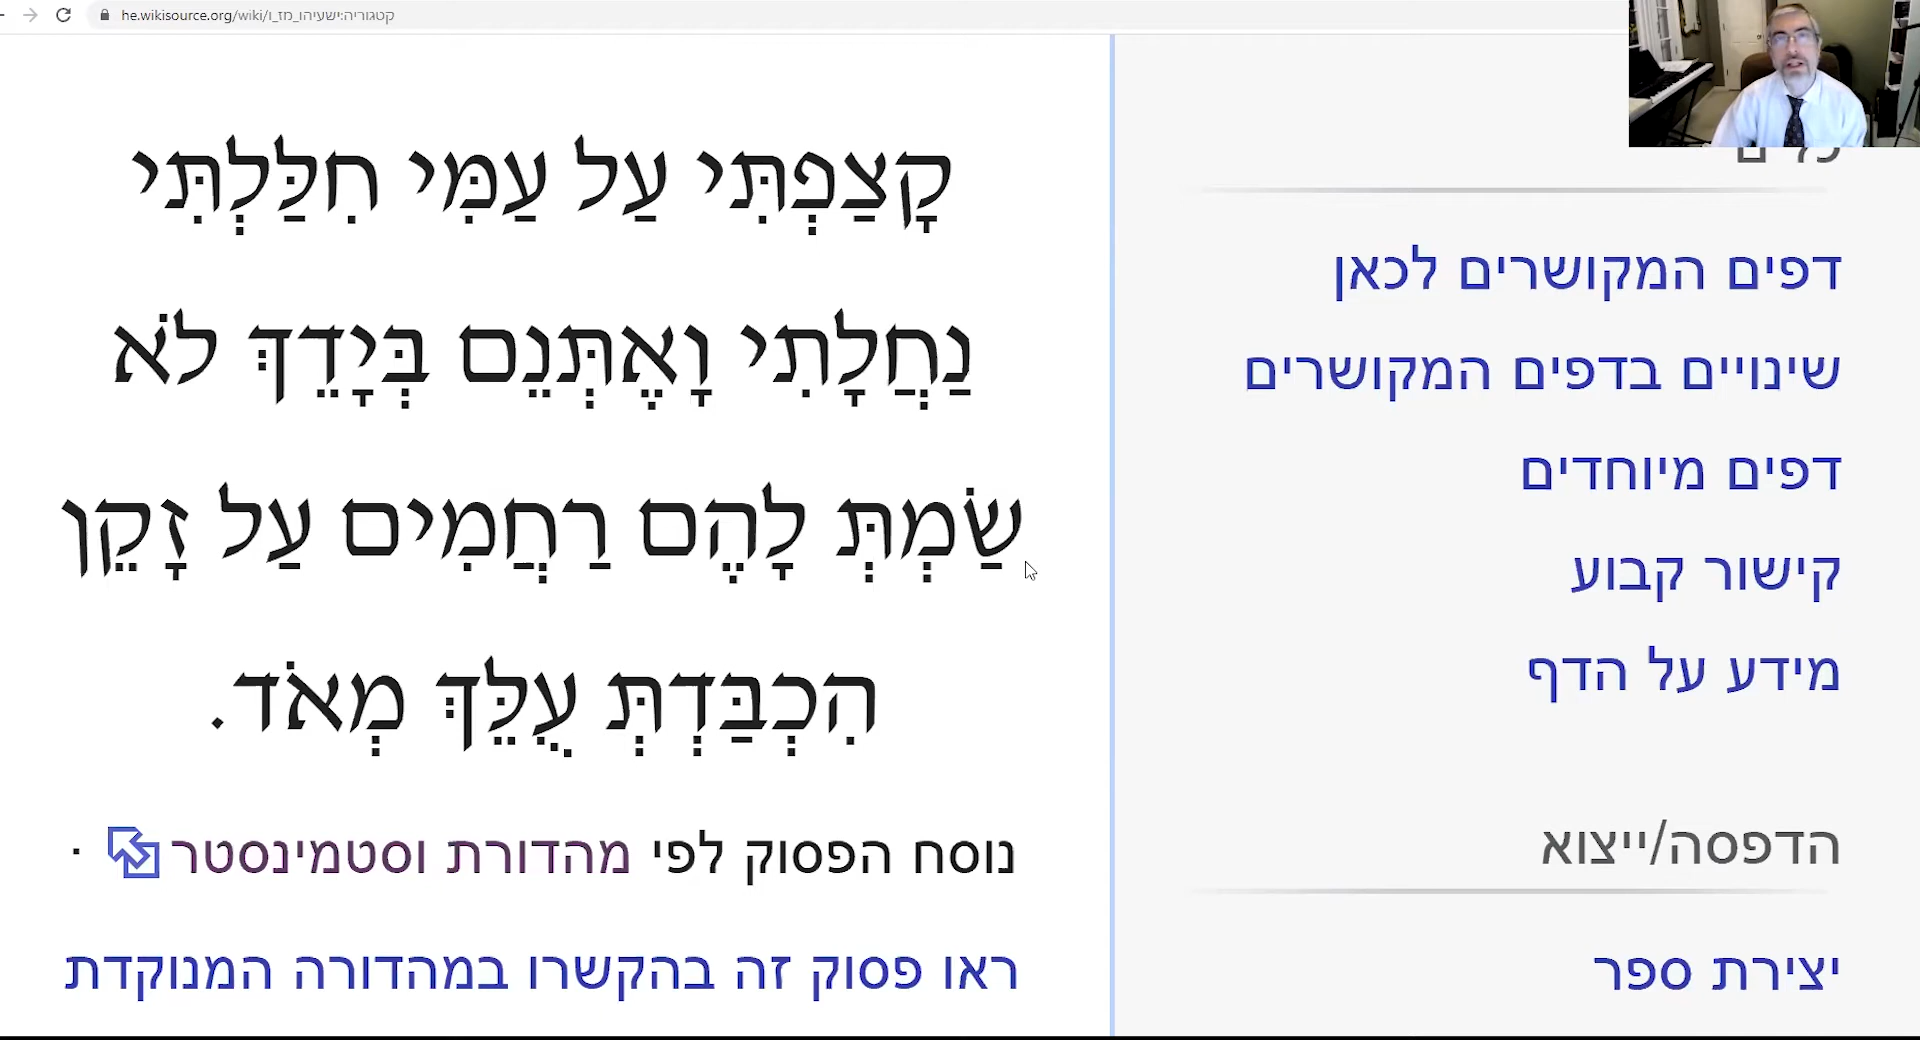 he.wikisource.org/wiki/קטגוריה:ישעיהו_מז_ו
קָצַפְתִּי עַל עַמִּי חִלַּלְתִּי
נַחֲלָתִי וָאֶתְּנֵם בְּיָדֵךְ לֹא
שַׂמְתְּ לָהֶם רַחֲמִים עַל זָקֵן
הִכְבַּדְתְּ עֻלֵּךְ מְאֹד.
נוסח הפסוק לפי מהדורת וסטמינסטר .
ראו פסוק זה בהקשרו במהדורה המנוקדת
כלים
דפים המקושרים לכאן
שינויים בדפים המקושרים
דפים מיוחדים
קישור קבוע
מידע על הדף
הדפסה/ייצוא
יצירת ספר